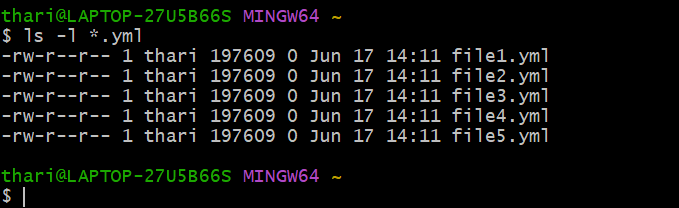 thari@LAPTOP-27U5B66S MINGW64 ~
$ ls -l *.yml
-rw-r--r-- 1 thari 197609 0 Jun 17 14:11 file1.yml
-rw-r--r-- 1 thari 197609 0 Jun 17 14:11 file2.yml
-rw-r--r-- 1 thari 197609 0 Jun 17 14:11 file3.yml
-rw-r--r-- 1 thari 197609 0 Jun 17 14:11 file4.yml
-rw-r--r-- 1 thari 197609 0 Jun 17 14:11 file5.yml
thari@LAPTOP-27U5B66S MINGW64 ~
$